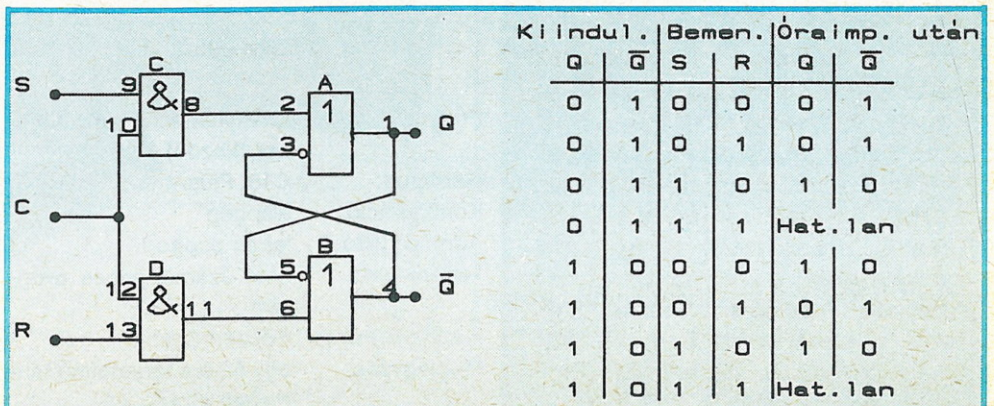 S
9
C
&
8
10
C
12
D
&
11
R
13
2
A
1
3
1
Q
5
B
1
6
4
Q̅
Kiindul. Bemen. Óraimp. után
Q Q̅ S R Q Q̅
0 1 0 0 0 1
0 1 0 1 0 1
0 1 1 0 1 0
0 1 1 1 Hat.lan
1 0 0 0 1 0
1 0 0 1 0 1
1 0 1 0 1 0
1 0 1 1 Hat.lan